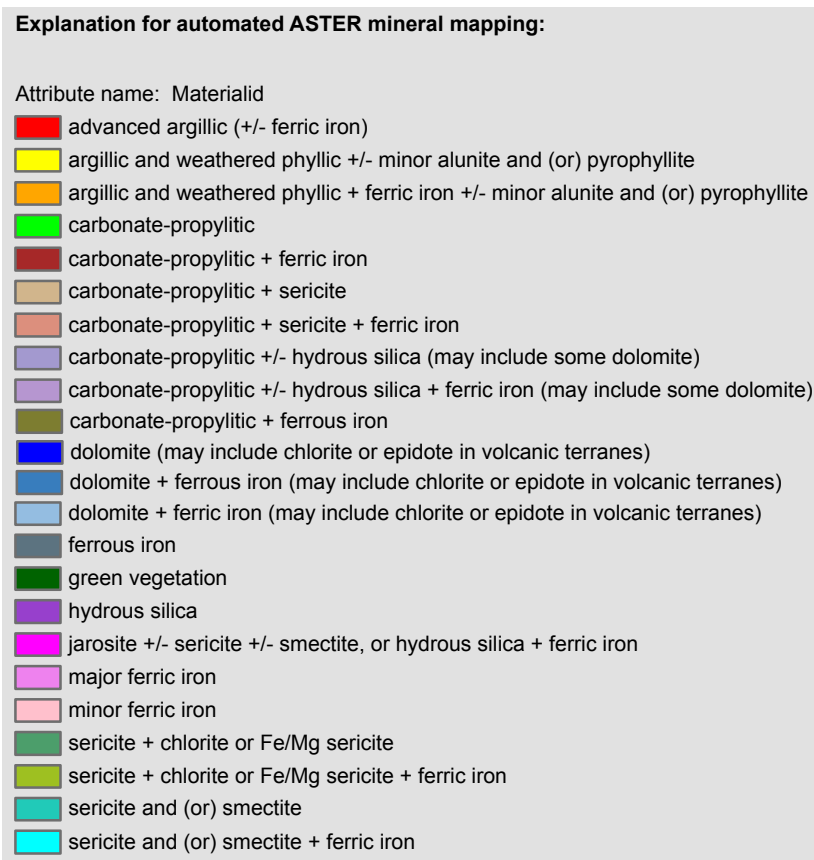 Explanation for automated ASTER mineral mapping:
Attribute name: Materialid
advanced argillic (+/- ferric iron)
argillic and weathered phyllic +/- minor alunite and (or) pyrophyllite
argillic and weathered phyllic + ferric iron +/- minor alunite and (or) pyrophyllite
carbonate-propylitic
carbonate-propylitic + ferric iron
carbonate-propylitic + sericite
carbonate-propylitic + sericite + ferric iron
carbonate-propylitic +/- hydrous silica (may include some dolomite)
carbonate-propylitic +/- hydrous silica + ferric iron (may include some dolomite)
carbonate-propylitic + ferrous iron
dolomite (may include chlorite or epidote in volcanic terranes)
dolomite + ferrous iron (may include chlorite or epidote in volcanic terranes)
dolomite + ferric iron (may include chlorite or epidote in volcanic terranes)
ferrous iron
green vegetation
hydrous silica
jarosite +/- sericite +/- smectite, or hydrous silica + ferric iron
major ferric iron
minor ferric iron
sericite + chlorite or Fe/Mg sericite
sericite + chlorite or Fe/Mg sericite + ferric iron
sericite and (or) smectite
sericite and (or) smectite + ferric iron